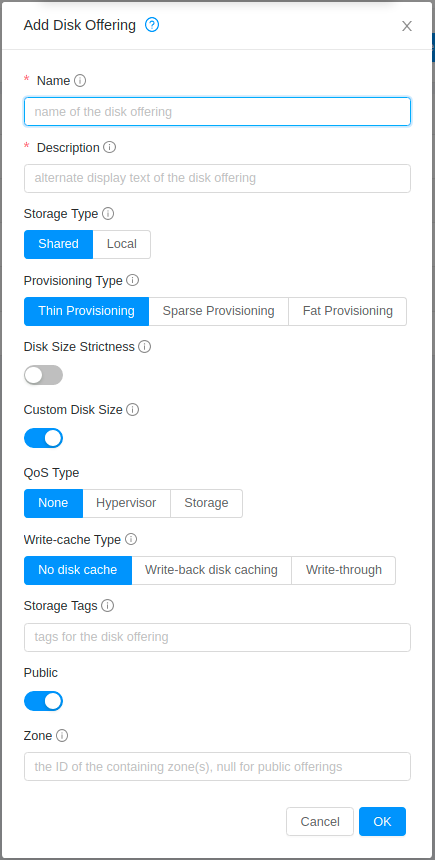 Add Disk Offering
* Name
name of the disk offering
* Description
alternate display text of the disk offering
Storage Type
Shared Local
Provisioning Type
Thin Provisioning Sparse Provisioning Fat Provisioning
Disk Size Strictness
Custom Disk Size
QoS Type
None Hypervisor Storage
Write-cache Type
No disk cache Write-back disk caching Write-through
Storage Tags
tags for the disk offering
Public
Zone
the ID of the containing zone(s), null for public offerings
Cancel OK